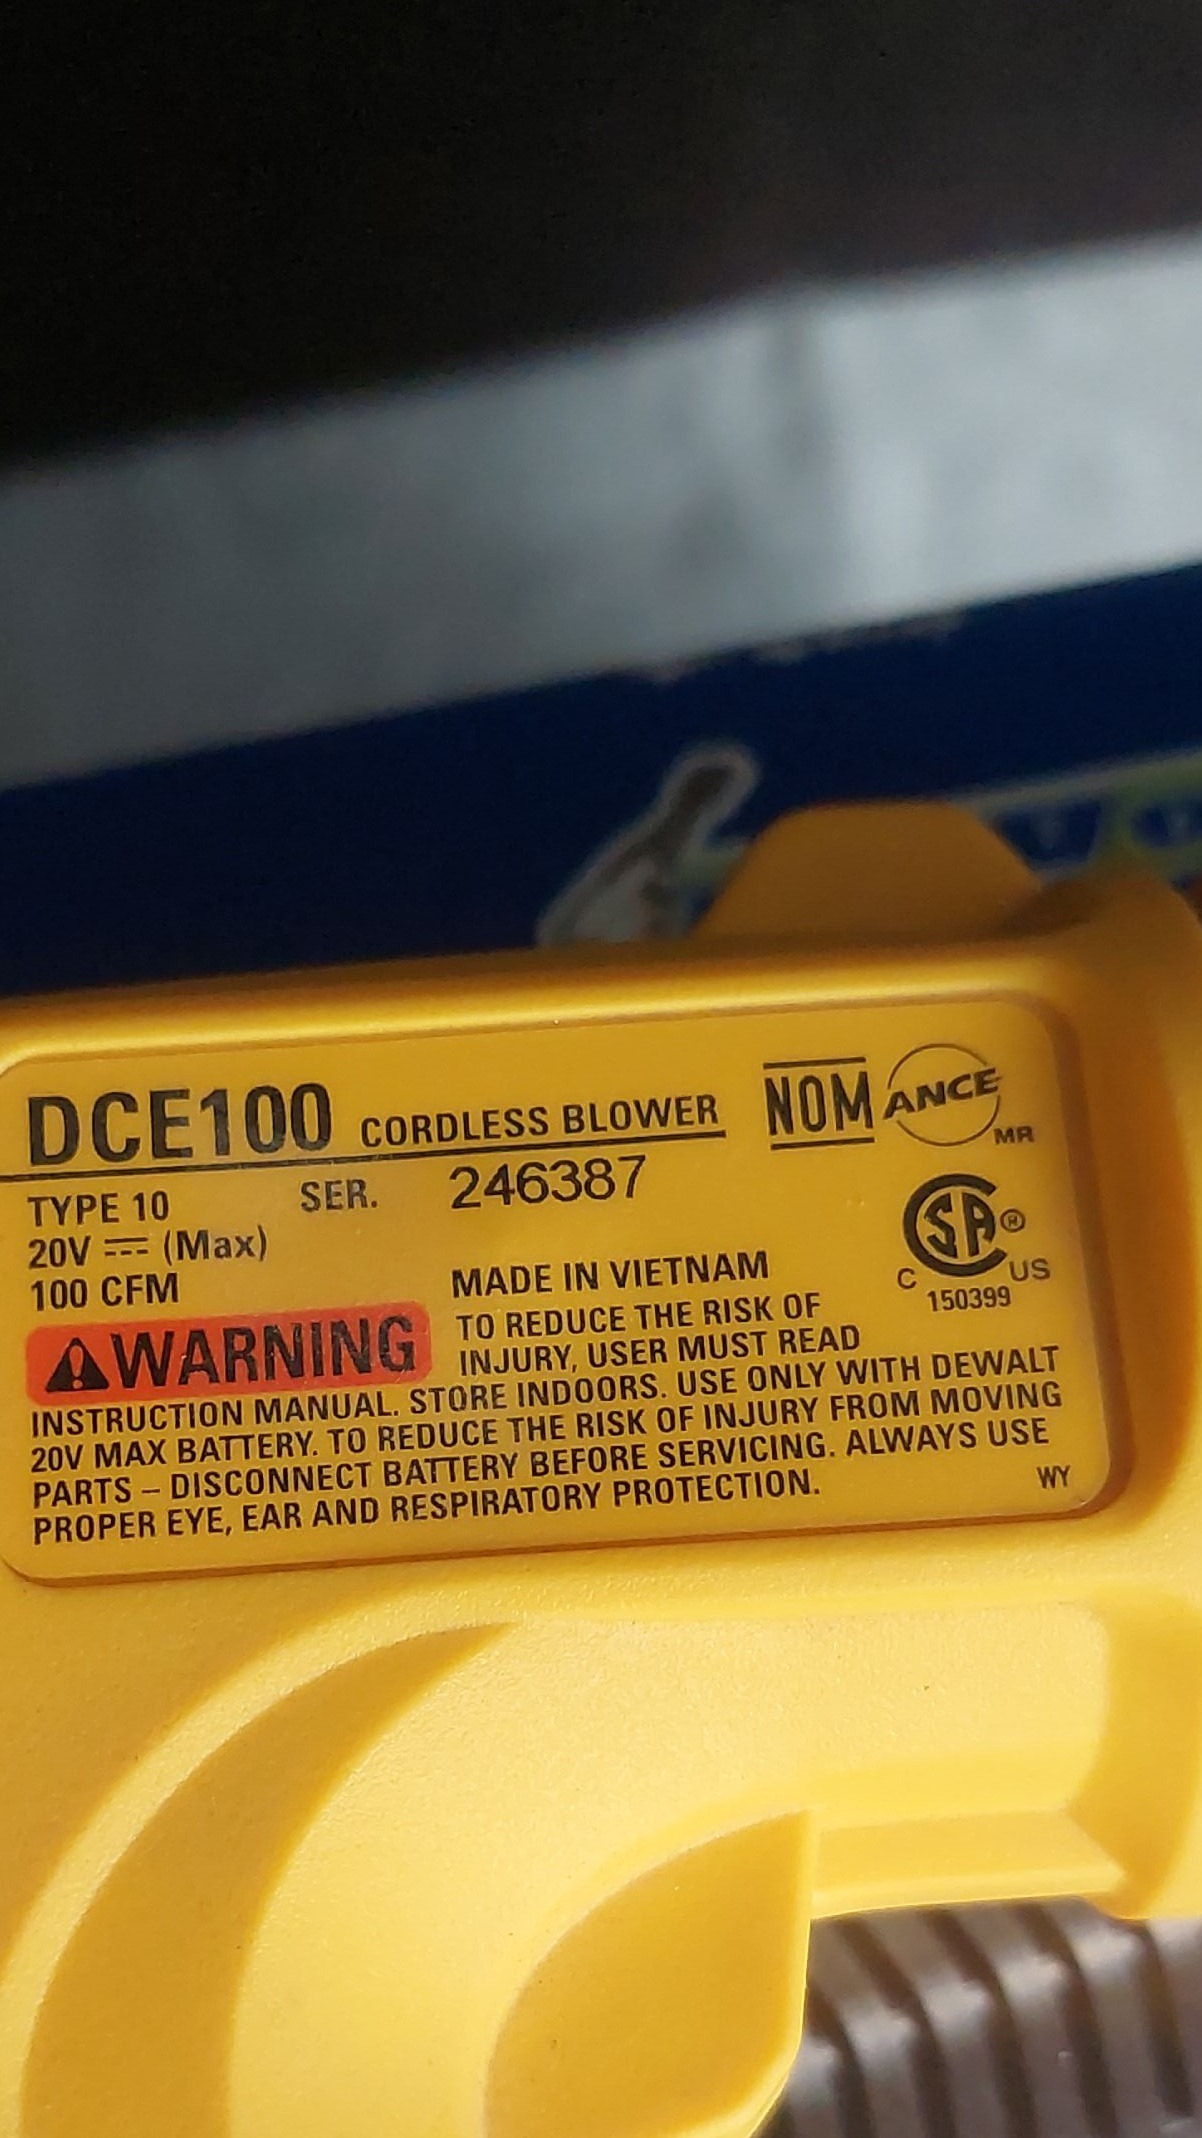 DCE100 CORDLESS BLOWER NOM ANCE MR
TYPE 10 SER. 246387
20V (Max)
100 CFM
MADE IN VIETNAM
CSA ® C US
150399
WARNING TO REDUCE THE RISK OF
INJURY, USER MUST READ
INSTRUCTION MANUAL. STORE INDOORS. USE ONLY WITH DEWALT
20V MAX BATTERY. TO REDUCE THE RISK OF INJURY FROM MOVING
PARTS – DISCONNECT BATTERY BEFORE SERVICING. ALWAYS USE
PROPER EYE, EAR AND RESPIRATORY PROTECTION.
WY